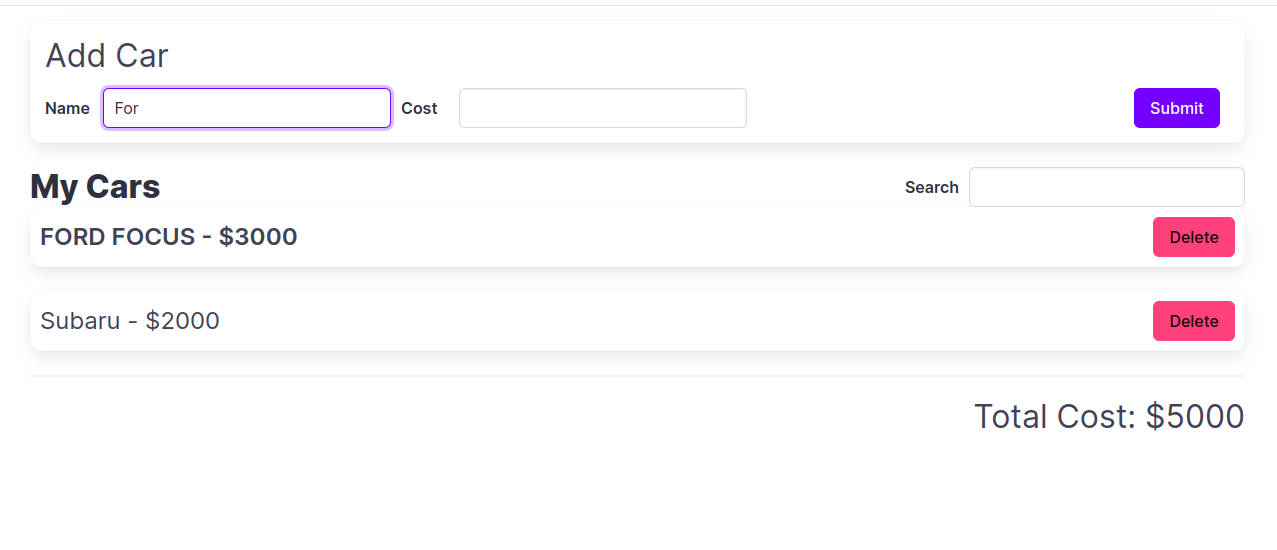 Add Car
Name For Cost Submit
My Cars Search
FORD FOCUS - $3000 Delete
Subaru - $2000 Delete
Total Cost: $5000